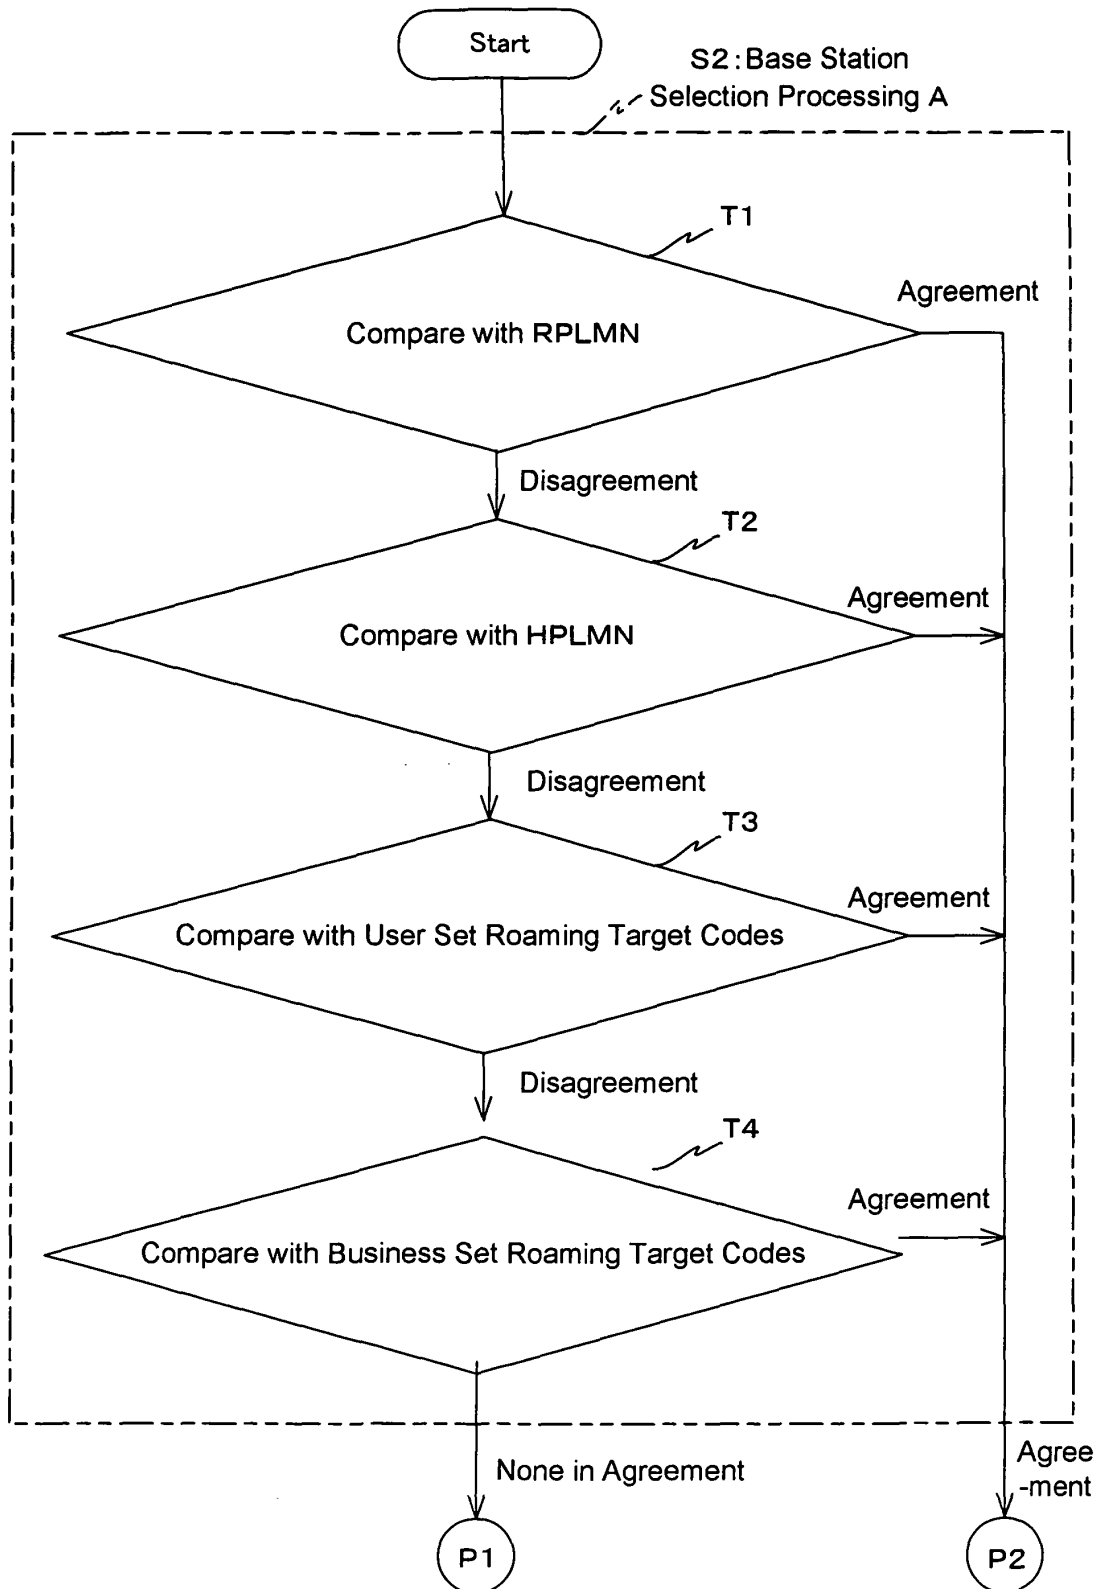 Start
S2:Base Station
Selection Processing A
T1
Agreement
Compare with RPLMN
Disagreement
T2
Agreement
Compare with HPLMN
Disagreement
T3
Agreement
Compare with User Set Roaming Target Codes
Disagreement
T4
Agreement
Compare with Business Set Roaming Target Codes
None in Agreement
Agree
-ment
P1
P2